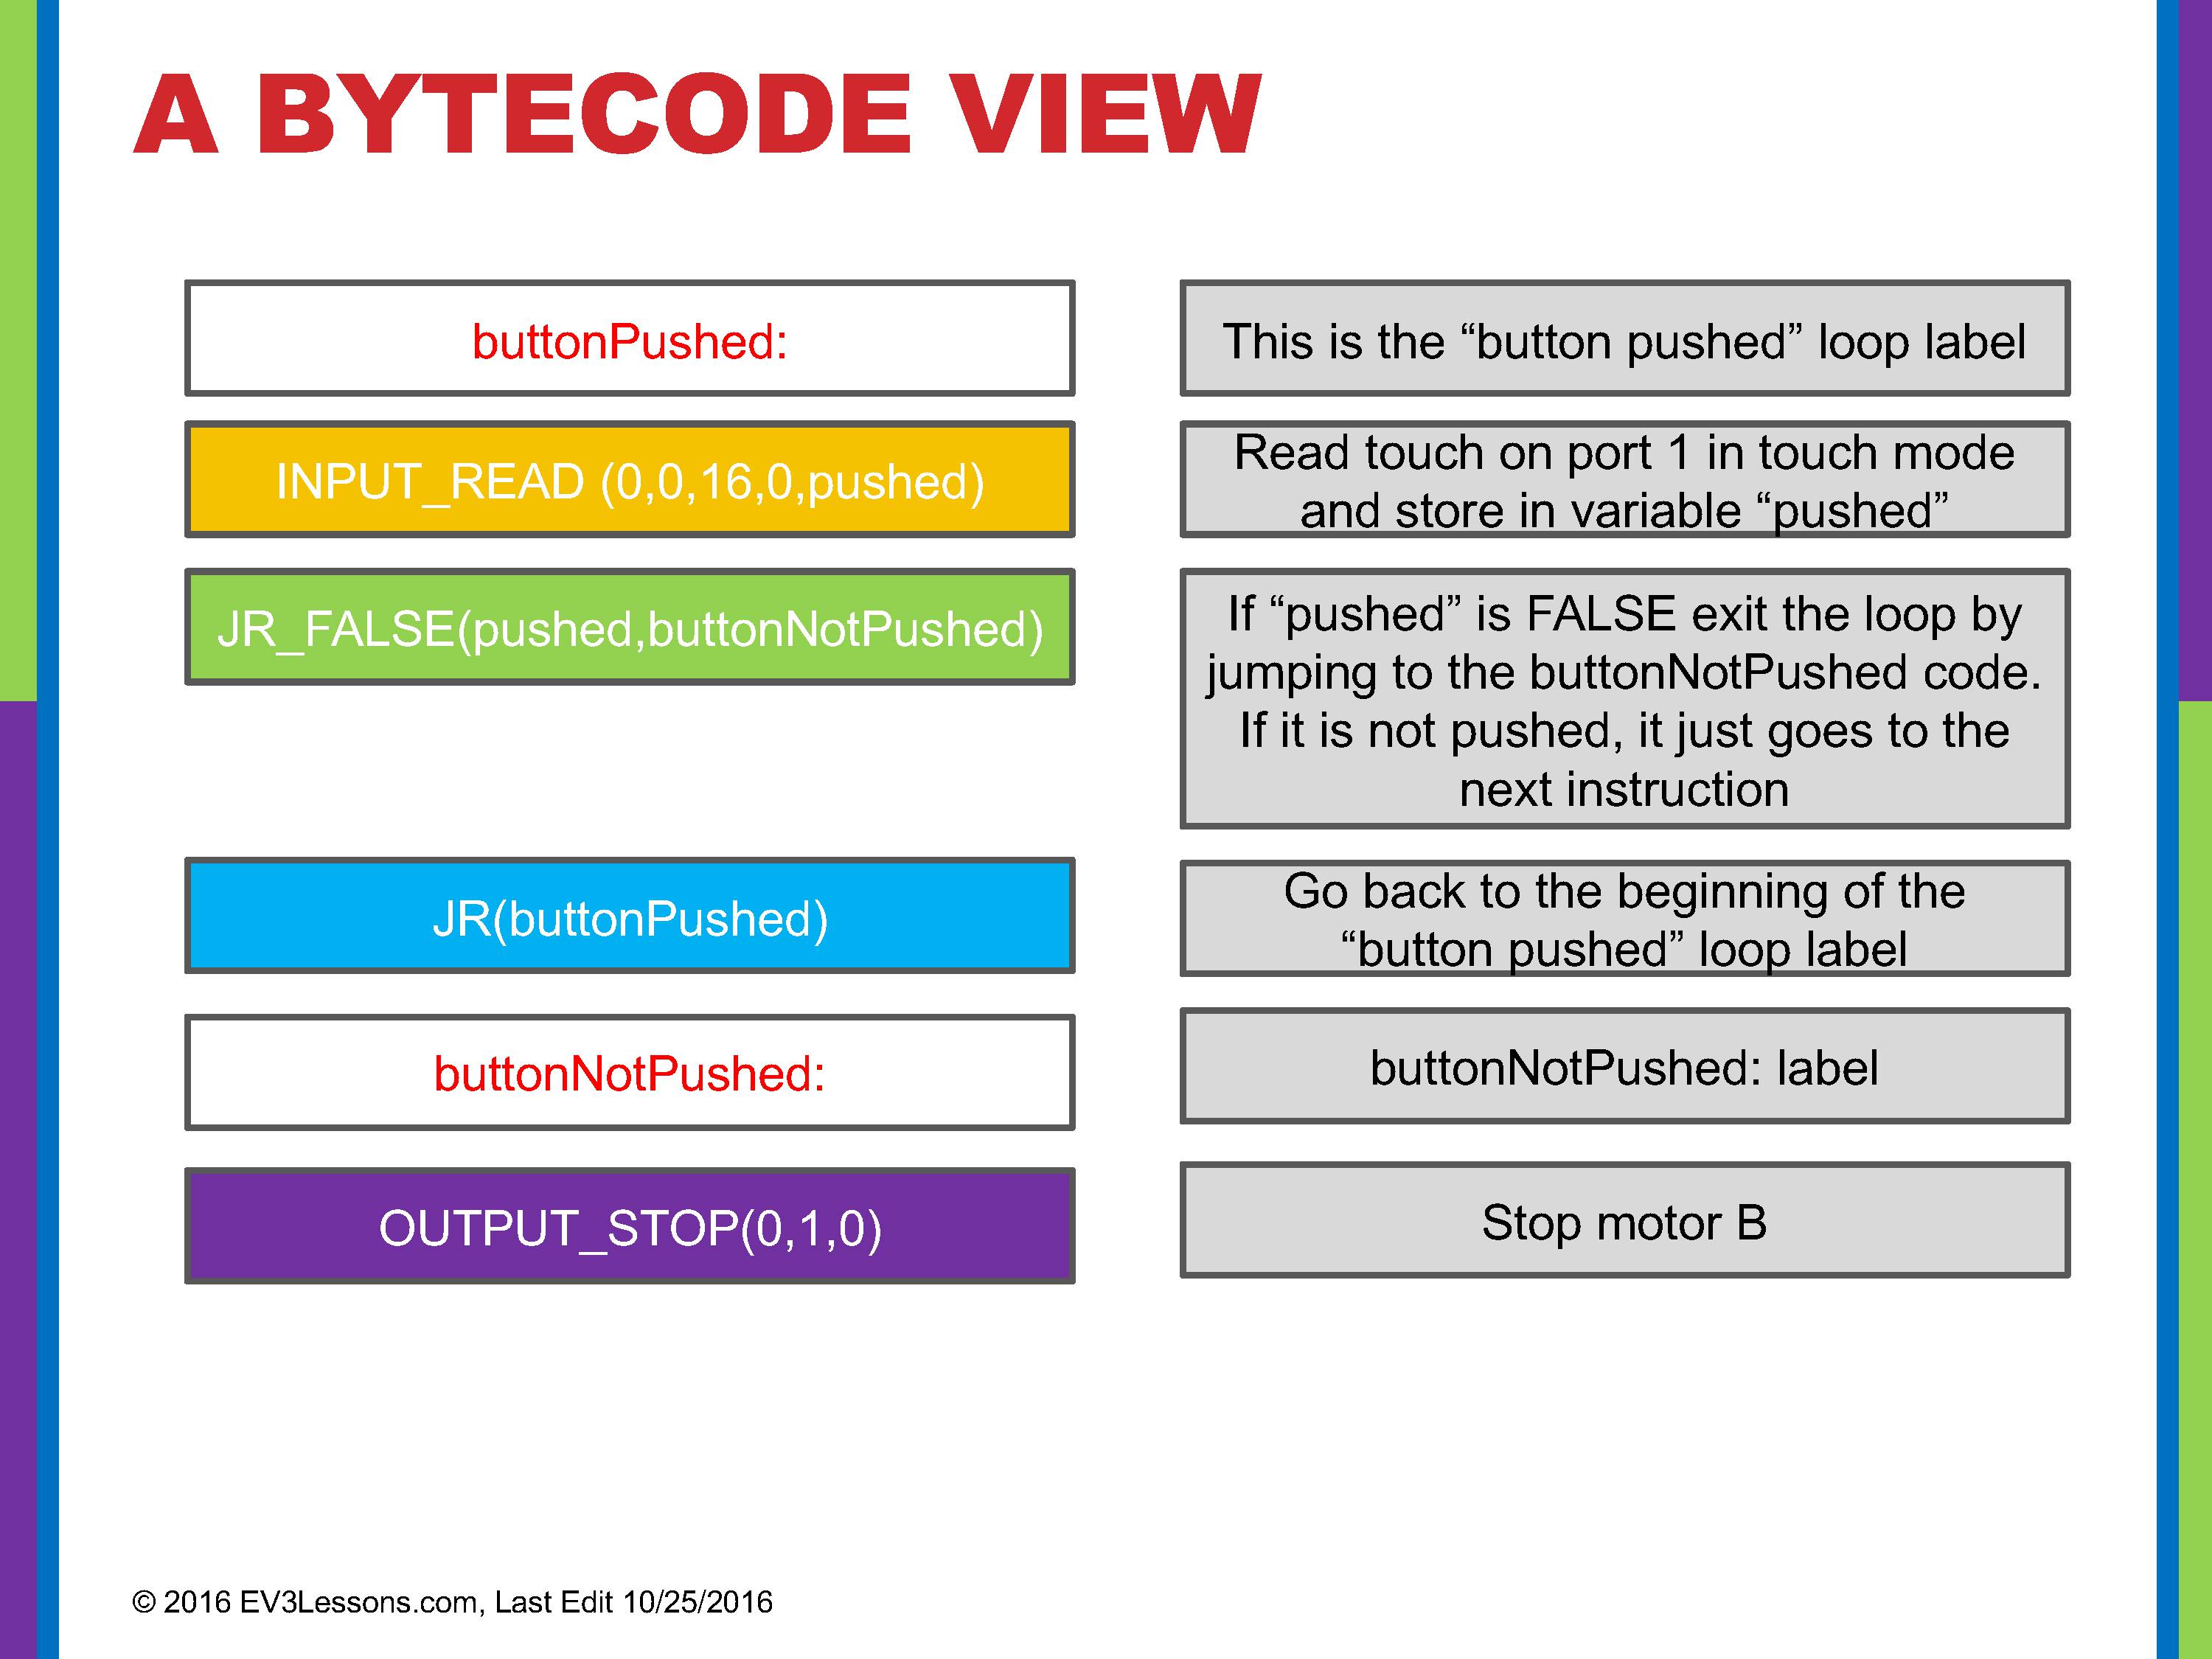 A BYTECODE VIEW
buttonPushed:
This is the “button pushed” loop label
INPUT_READ (0,0,16,0,pushed)
Read touch on port 1 in touch mode
and store in variable “pushed”
JR_FALSE(pushed,buttonNotPushed)
If “pushed” is FALSE exit the loop by
jumping to the buttonNotPushed code.
If it is not pushed, it just goes to the
next instruction
JR(buttonPushed)
Go back to the beginning of the
“button pushed” loop label
buttonNotPushed:
buttonNotPushed: label
OUTPUT_STOP(0,1,0)
Stop motor B
© 2016 EV3Lessons.com, Last Edit 10/25/2016